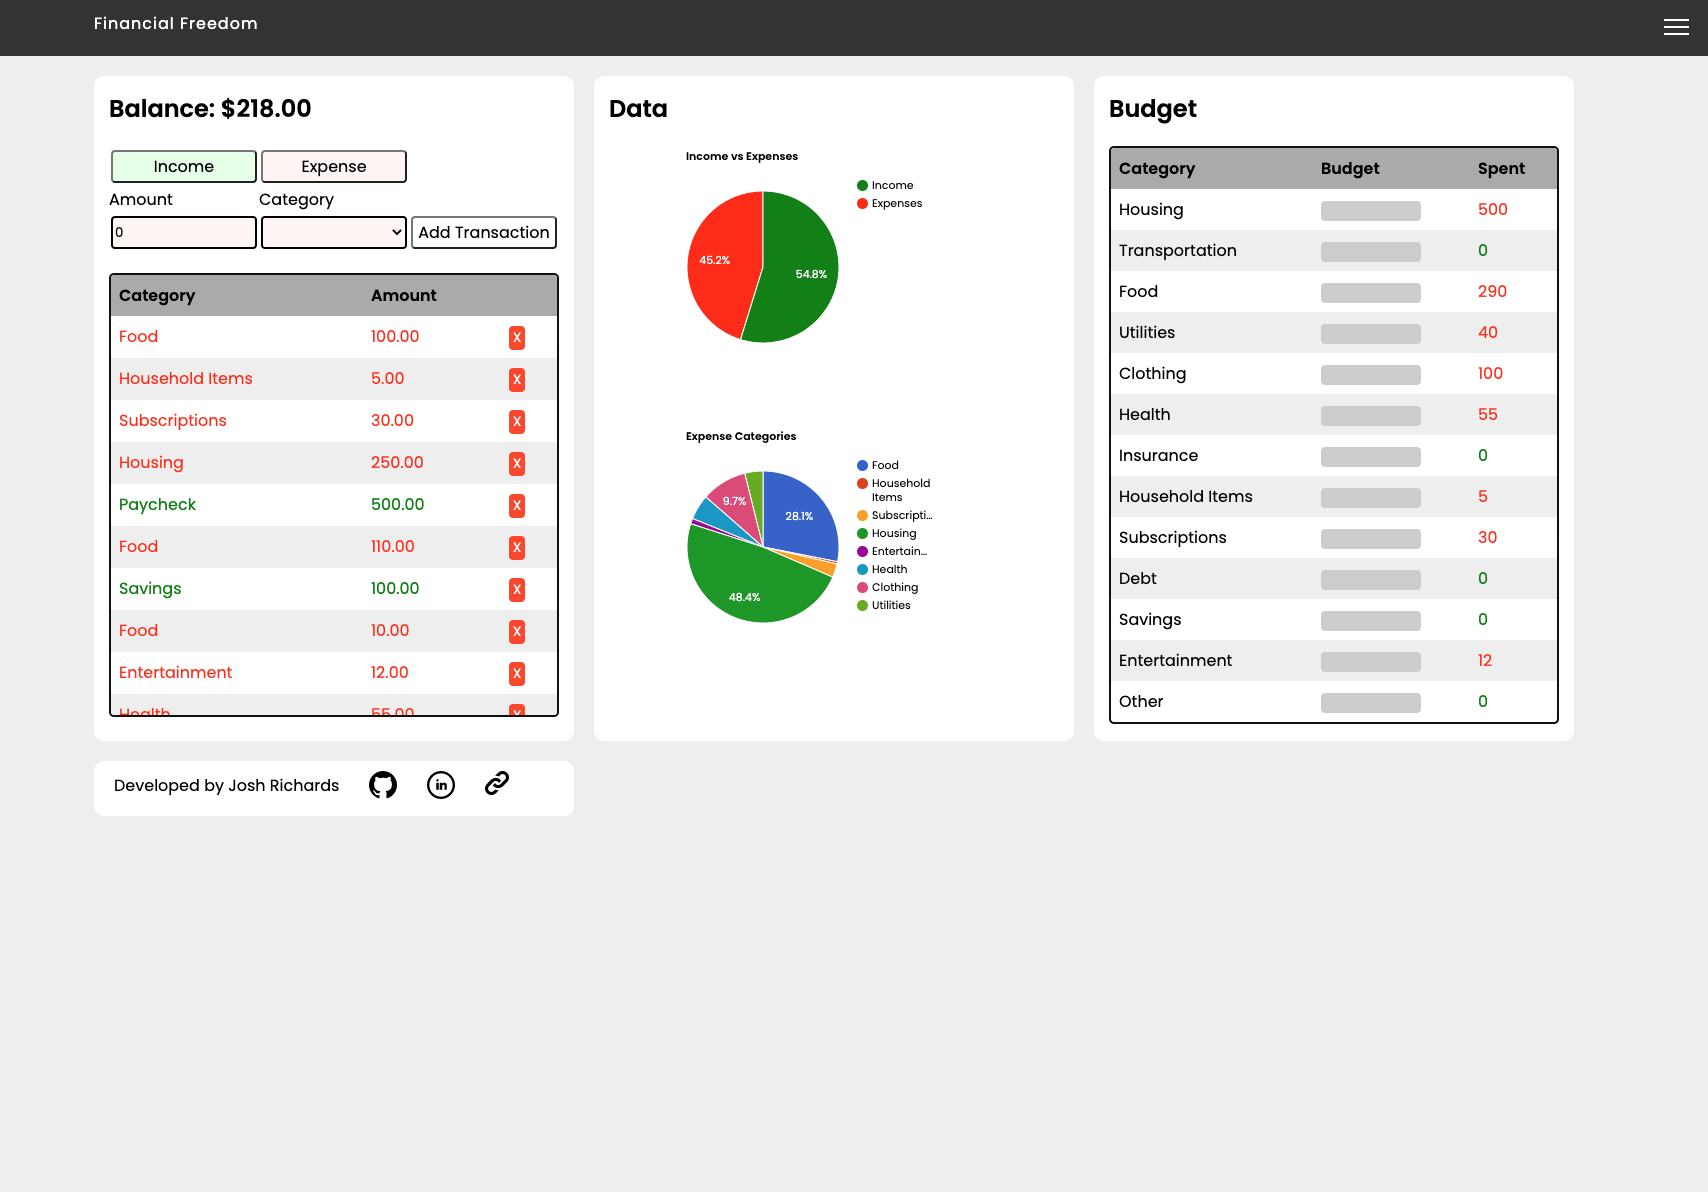 Financial Freedom
Balance: $218.00
Income Expense
Amount Category
0 Add Transaction
Category Amount
Food 100.00 X
Household Items 5.00 X
Subscriptions 30.00 X
Housing 250.00 X
Paycheck 500.00 X
Food 110.00 X
Savings 100.00 X
Food 10.00 X
Entertainment 12.00 X
Health 55.00 X
Data
Income vs Expenses
Income
Expenses
45.2%
54.8%
Expense Categories
Food
Household
Items
Subscripti...
Housing
Entertain...
Health
Clothing
Utilities
9.7%
28.1%
48.4%
Budget
Category Budget Spent
Housing 500
Transportation 0
Food 290
Utilities 40
Clothing 100
Health 55
Insurance 0
Household Items 5
Subscriptions 30
Debt 0
Savings 0
Entertainment 12
Other 0
Developed by Josh Richards in